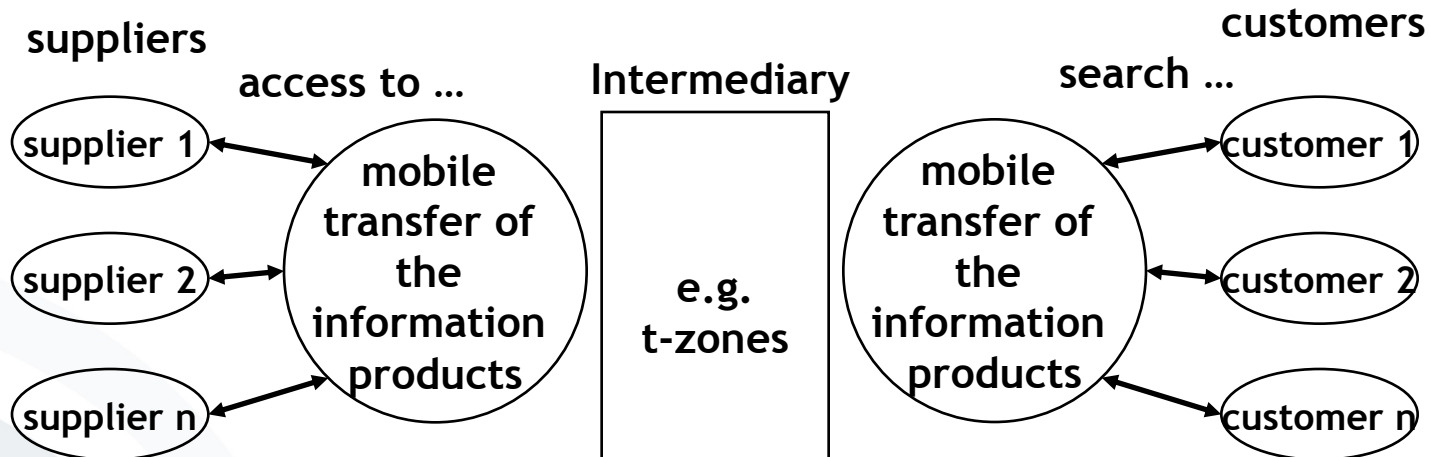 suppliers
customers
access to ...
Intermediary
search ...
supplier 1
mobile
transfer of
the
information
products
supplier 2
supplier n
e.g.
t-zones
mobile
transfer of
the
information
products
customer 1
customer 2
customer n